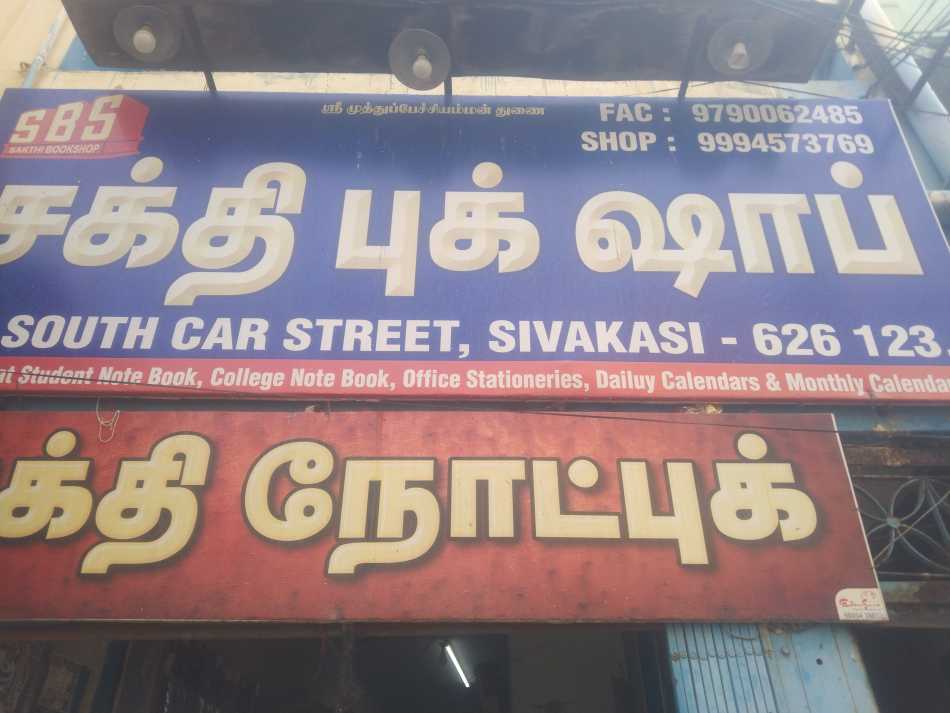 SBS
SAKTHI BOOKSHOP
ஸ்ரீ முத்துப்பேச்சியம்மன் துணை
FAC : 9790062485
SHOP : 9994573769
சக்தி புக் ஷாப்
SOUTH CAR STREET, SIVAKASI - 626 123.
Student Note Book, College Note Book, Office Stationeries, Dailuy Calendars & Monthly Calenda
க்தி நோட்புக்